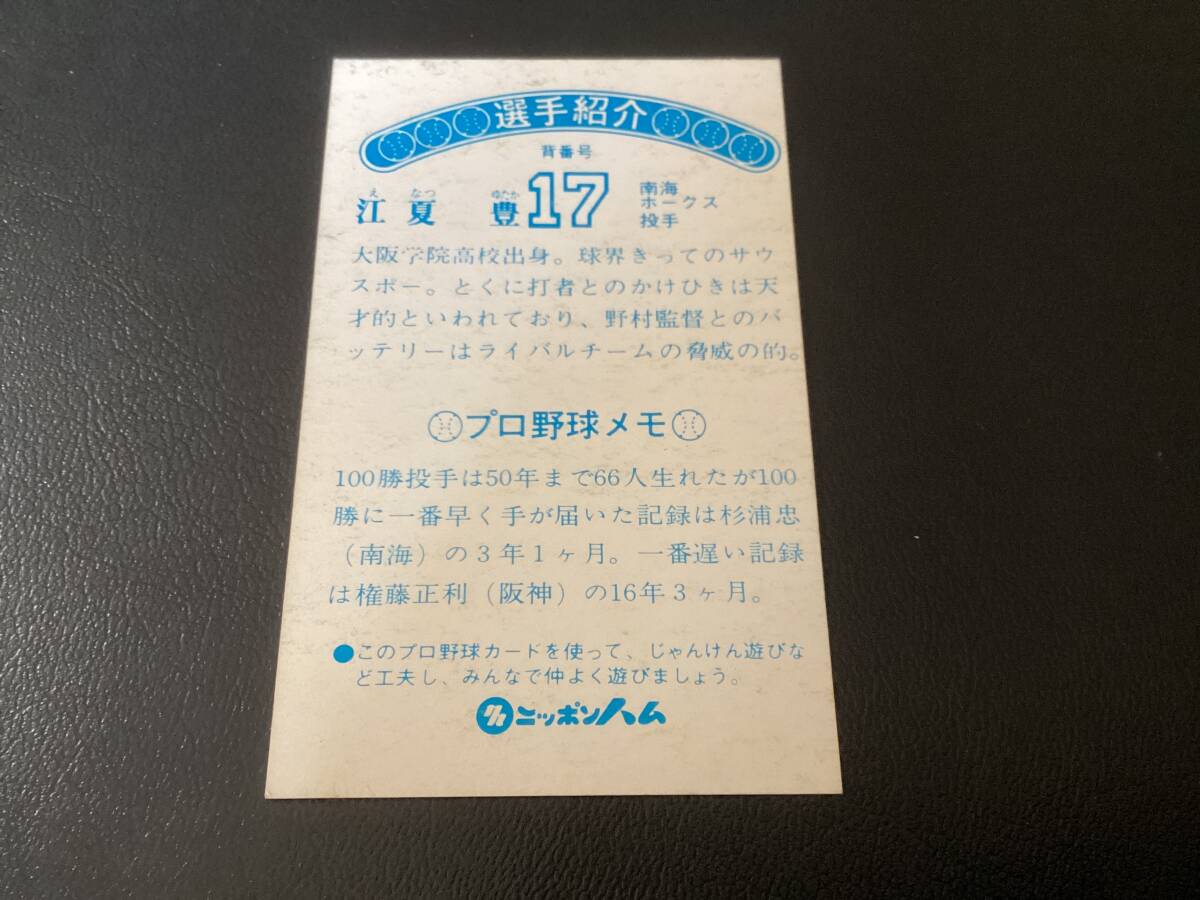 選手紹介
背番号
え なつ ゆたか
江夏 豊 17
南海
ホークス
投手
大阪学院高校出身。球界きってのサウ
スポー。とくに打者とのかけひきは天
才的といわれており、野村監督とのバ
ッテリーはライバルチームの脅威の的。
プロ野球メモ
100勝投手は50年まで66人生れたが100
勝に一番早く手が届いた記録は杉浦忠
(南海)の3年1ヶ月。一番遅い記録
は権藤正利(阪神)の16年3ヶ月。
●このプロ野球カードを使って、じゃんけん遊びな
ど工夫し、みんなで仲よく遊びましょう。
ニッポンハム